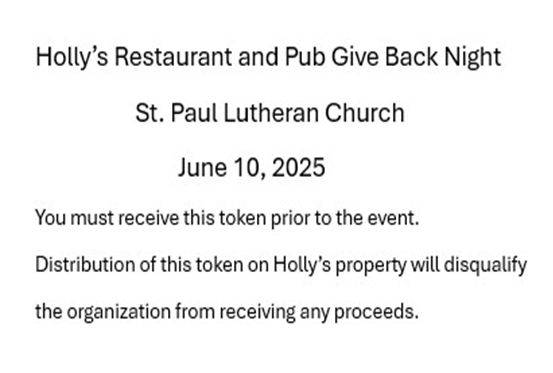 Holly’s Restaurant and Pub Give Back Night
St. Paul Lutheran Church
June 10, 2025
You must receive this token prior to the event.
Distribution of this token on Holly’s property will disqualify
the organization from receiving any proceeds.